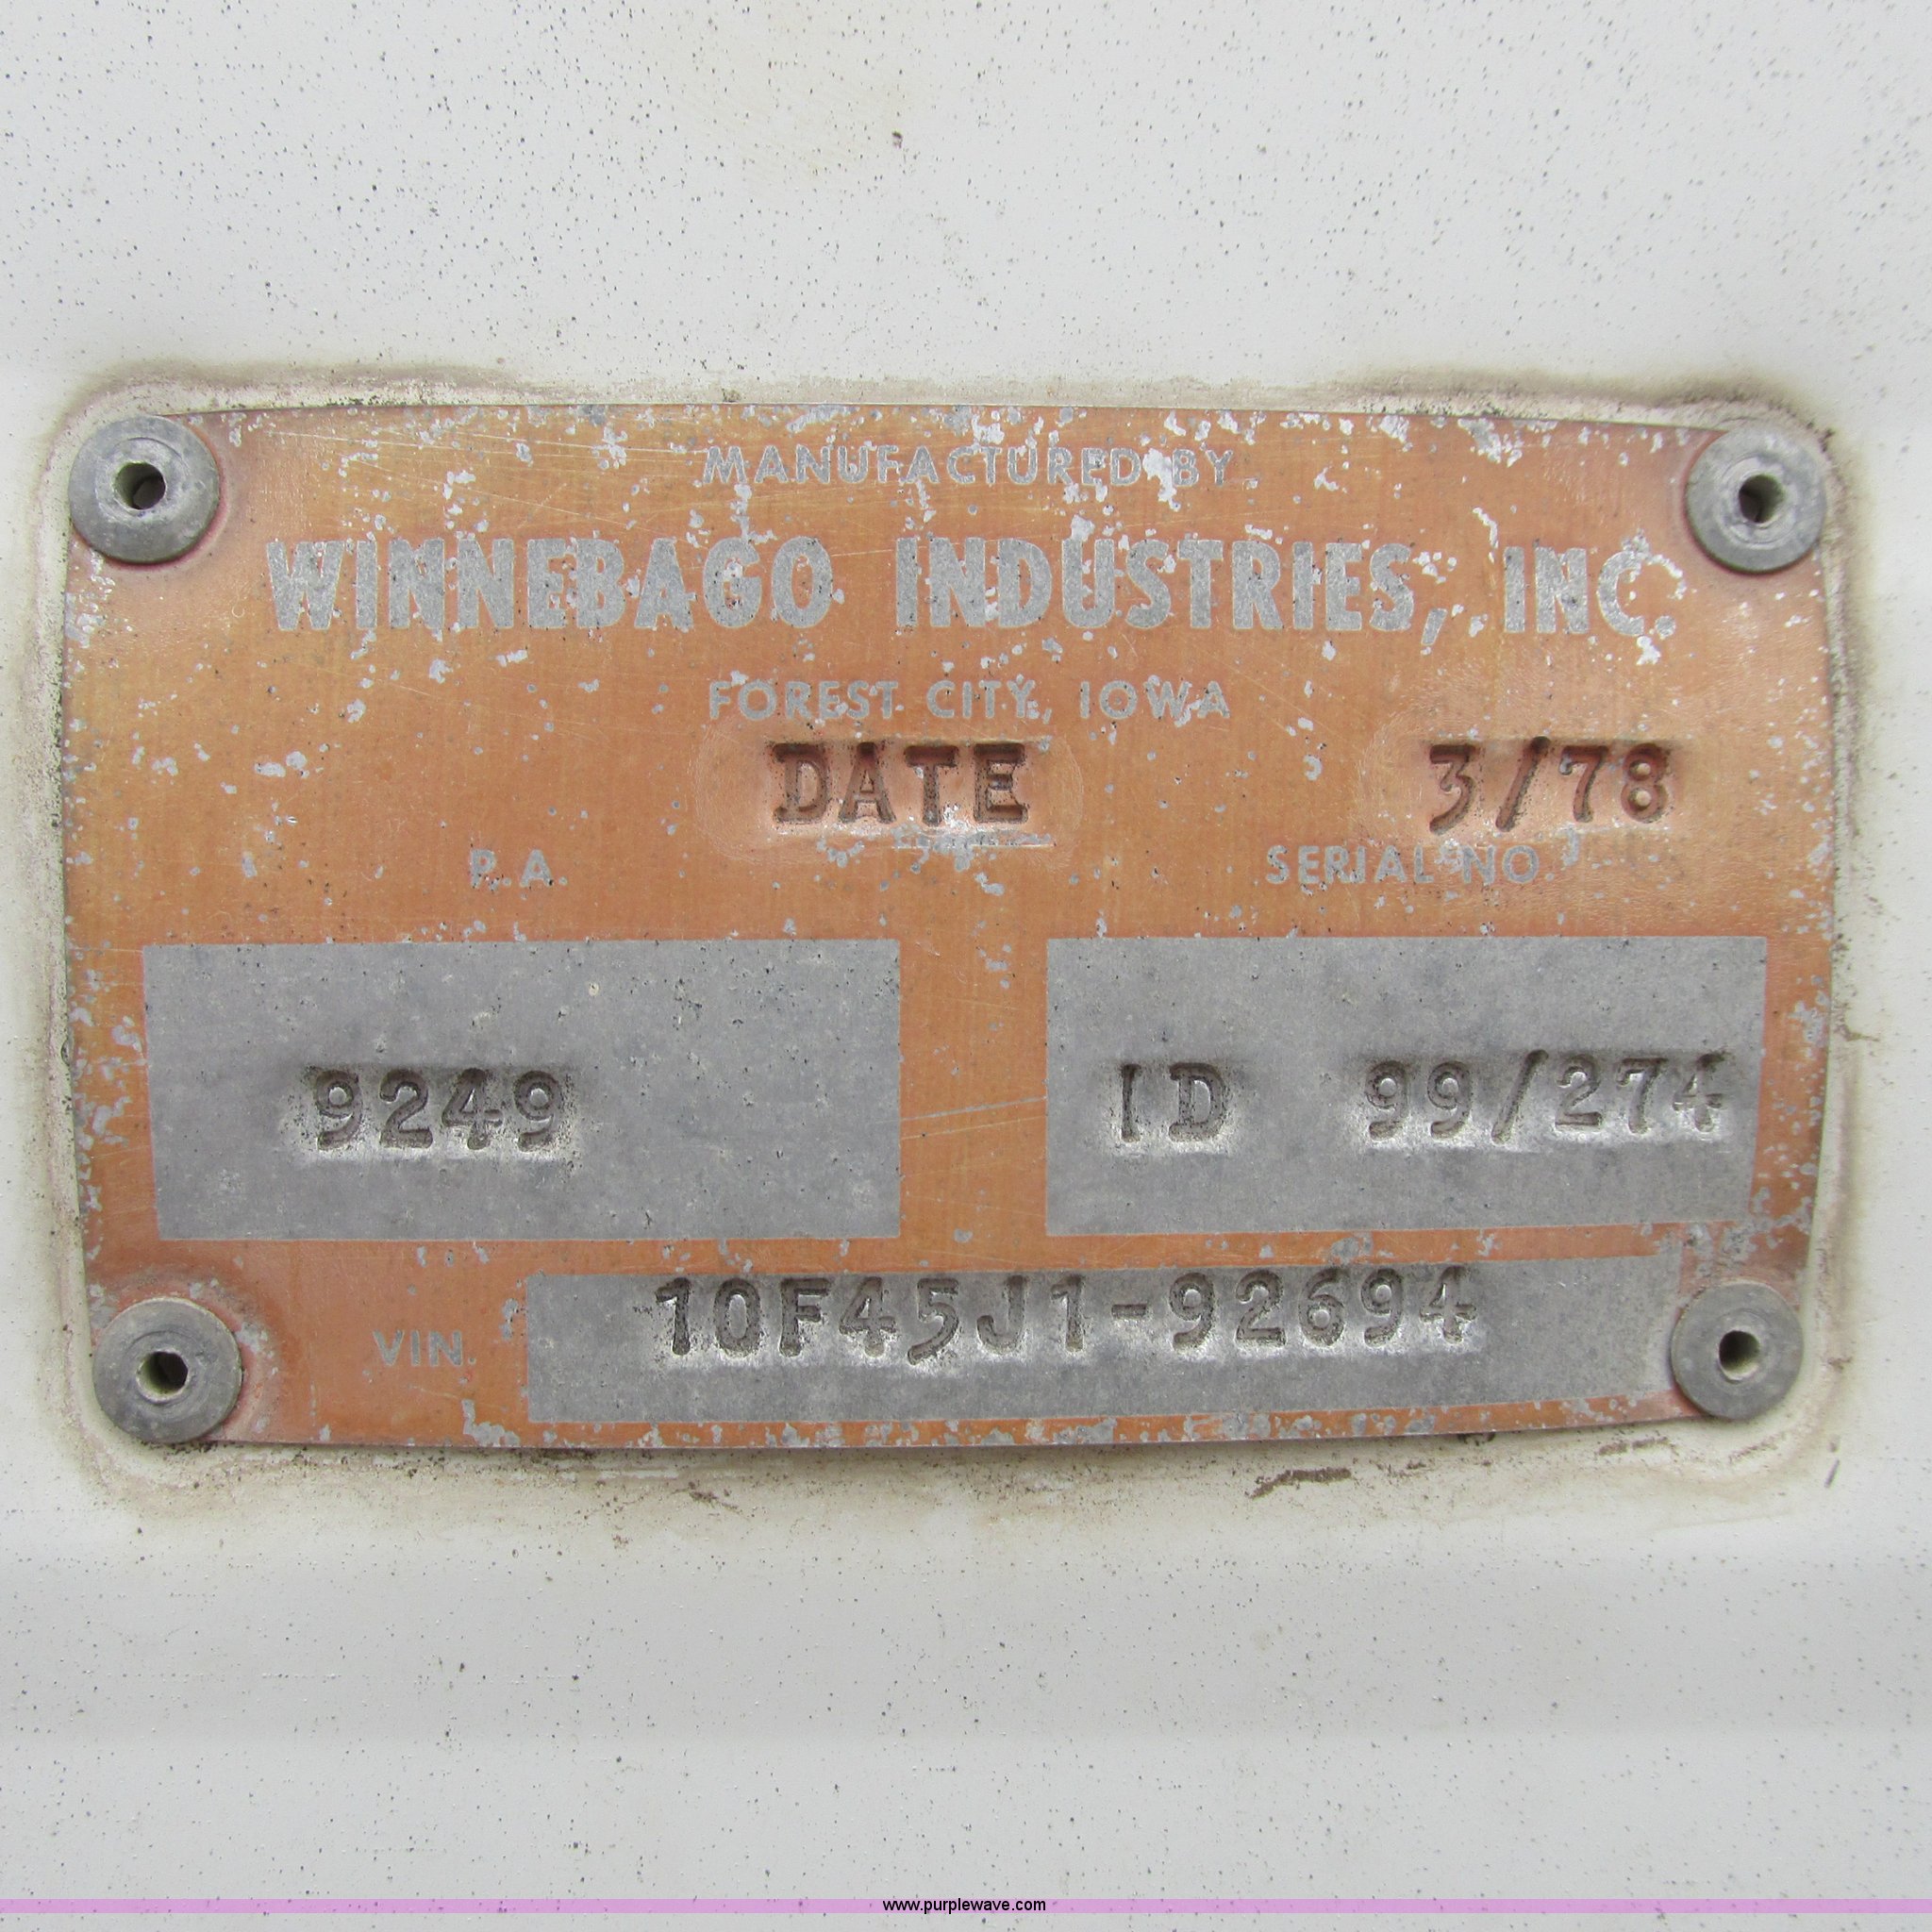 MANUFACTURED BY
WINNEBAGO INDUSTRIES, INC.
FOREST CITY, IOWA
DATE 3/78
P.A. SERIAL NO.
9249 ID 99/274
VIN. 10F45J1-92694
www.purplewave.com